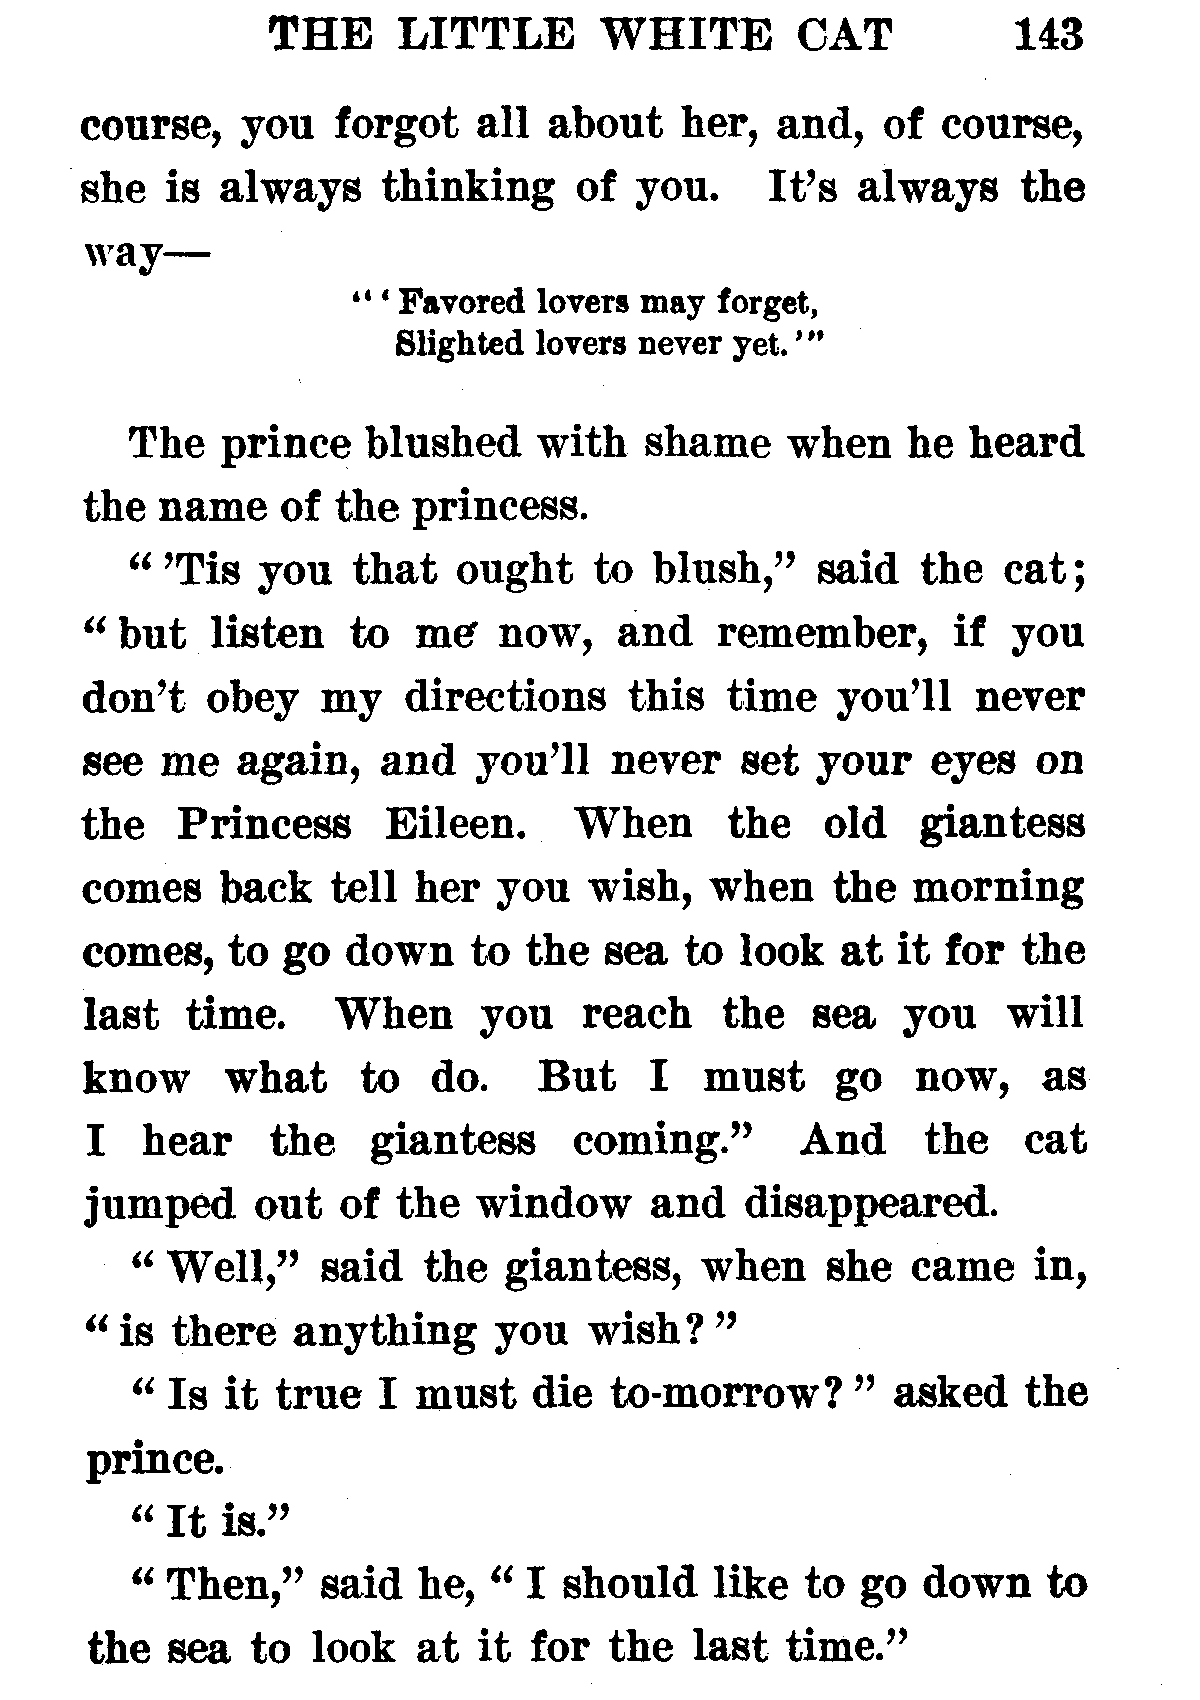 THE LITTLE WHITE CAT 143
course, you forgot all about her, and, of course,
she is always thinking of you. It's always the
way—
"'Favored lovers may forget,
Slighted lovers never yet.'"
The prince blushed with shame when he heard
the name of the princess.
"'Tis you that ought to blush," said the cat;
"but listen to me now, and remember, if you
don't obey my directions this time you'll never
see me again, and you'll never set your eyes on
the Princess Eileen. When the old giantess
comes back tell her you wish, when the morning
comes, to go down to the sea to look at it for the
last time. When you reach the sea you will
know what to do. But I must go now, as
I hear the giantess coming." And the cat
jumped out of the window and disappeared.
"Well," said the giantess, when she came in,
"is there anything you wish?"
"Is it true I must die to-morrow?" asked the
prince.
"It is."
"Then," said he, "I should like to go down to
the sea to look at it for the last time."